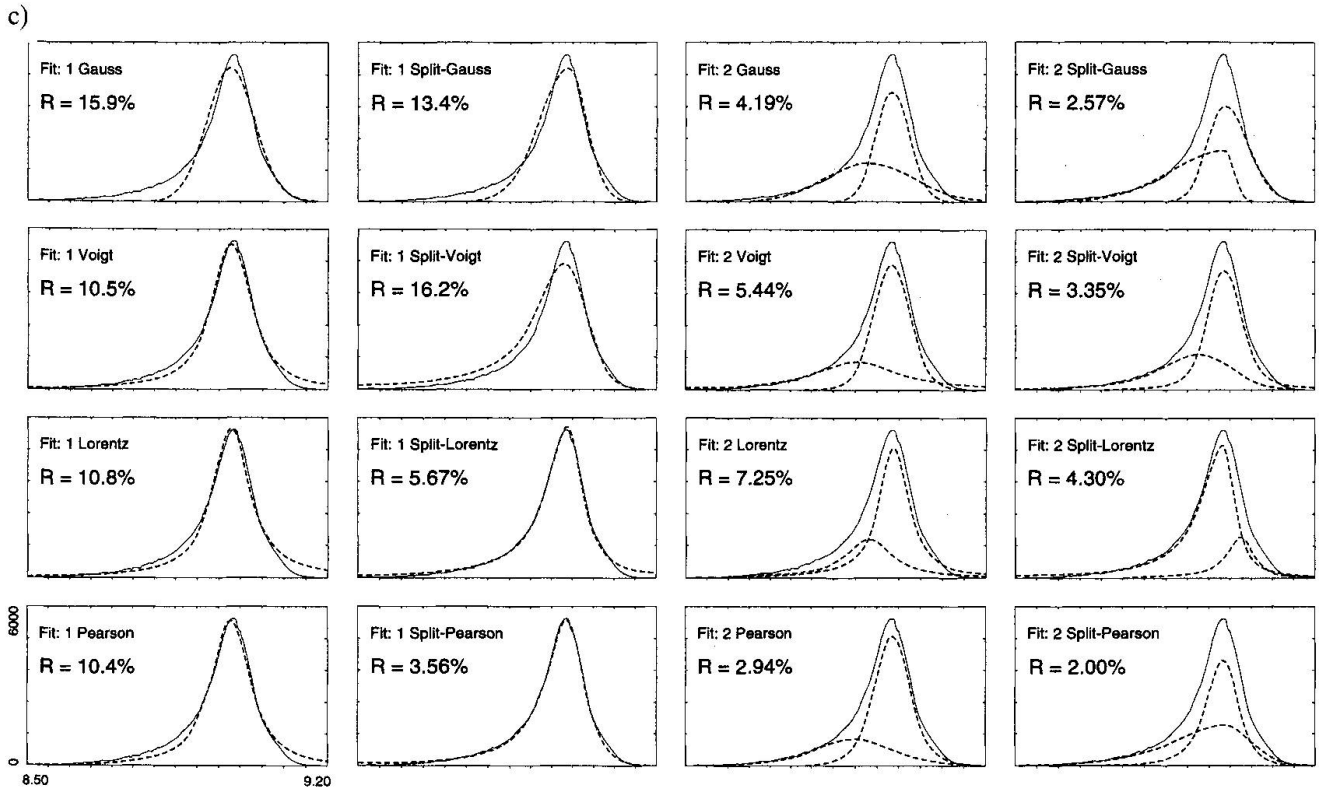 c)
Fit: 1 Gauss
R = 15.9%
Fit: 1 Split-Gauss
R = 13.4%
Fit: 2 Gauss
R = 4.19%
Fit: 2 Split-Gauss
R = 2.57%
Fit: 1 Voigt
R = 10.5%
Fit: 1 Split-Voigt
R = 16.2%
Fit: 2 Voigt
R = 5.44%
Fit: 2 Split-Voigt
R = 3.35%
Fit: 1 Lorentz
R = 10.8%
Fit: 1 Split-Lorentz
R = 5.67%
Fit: 2 Lorentz
R = 7.25%
Fit: 2 Split-Lorentz
R = 4.30%
6000
Fit: 1 Pearson
R = 10.4%
Fit: 1 Split-Pearson
R = 3.56%
Fit: 2 Pearson
R = 2.94%
Fit: 2 Split-Pearson
R = 2.00%
0
8.50
9.20